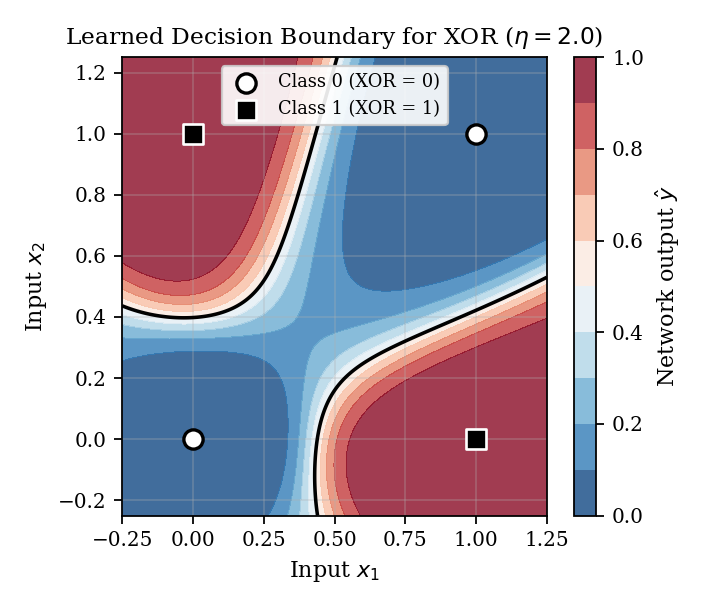 Learned Decision Boundary for XOR (η = 2.0)
Class 0 (XOR = 0)
Class 1 (XOR = 1)
1.2
1.0
0.8
0.6
0.4
0.2
0.0
−0.2
Input x₂
−0.25 0.00 0.25 0.50 0.75 1.00 1.25
Input x₁
1.0
0.8
0.6
0.4
0.2
0.0
Network output ŷ